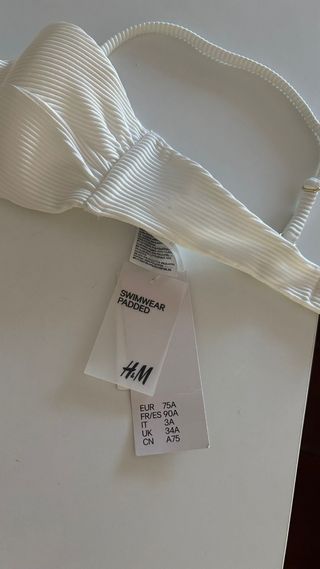 SWIMWEAR
PADDED
H&M
EUR 75A
FR/ES 90A
IT 3A
UK 34A
CN A75